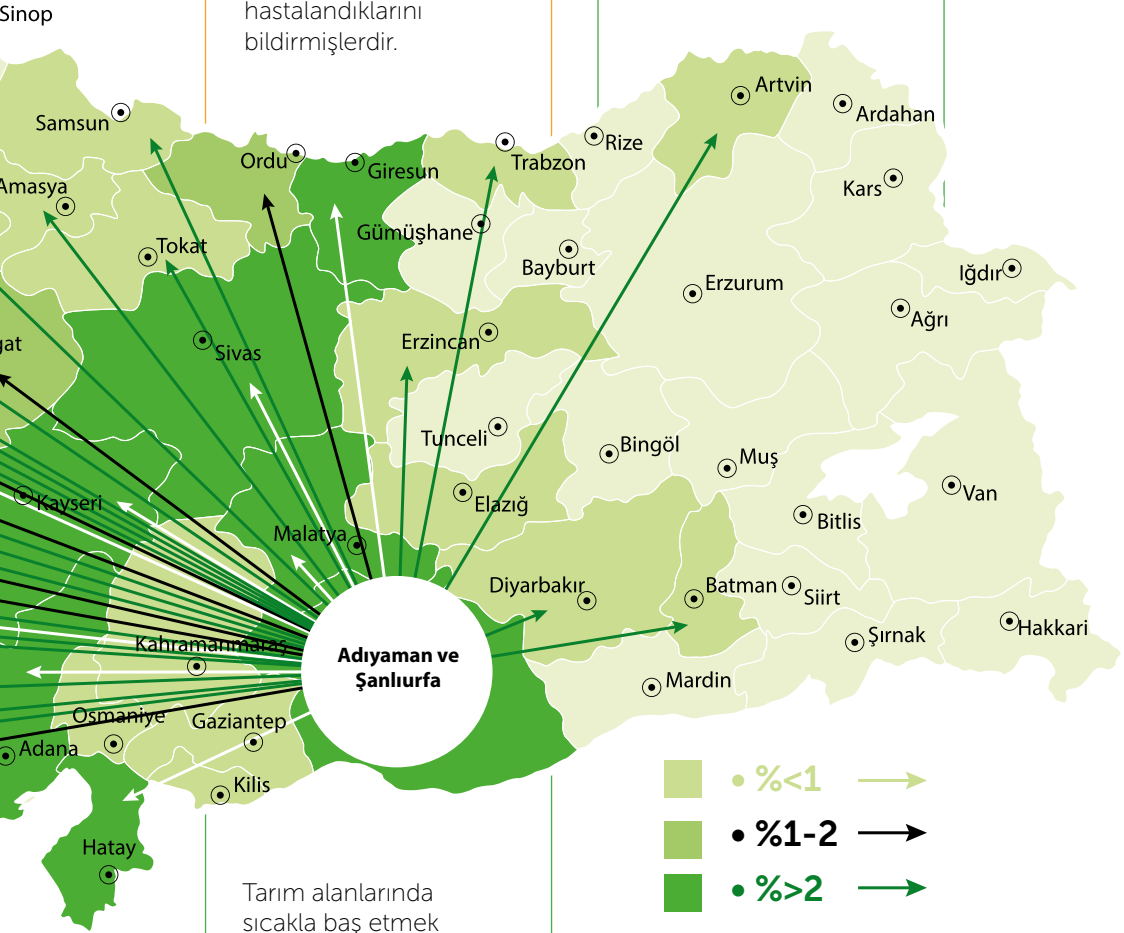 Sinop
hastalandıklarını
bildirmişlerdir.
Samsun
Artvin
Ardahan
Ordu
Giresun
Trabzon
Rize
Amasya
Kars
Tokat
Gümüşhane
Bayburt
Iğdır
Erzurum
Ağrı
gat
Sivas
Erzincan
Tunceli
Bingöl
Muş
Kayseri
Elazığ
Van
Malatya
Bitlis
Diyarbakır
Batman
Siirt
Kahramanmaraş
Şırnak
Hakkari
Adıyaman ve
Şanlıurfa
Mardin
Osmaniye
Gaziantep
Adana
Kilis
• %<1
• %1-2
• %>2
Hatay
Tarım alanlarında
sıcakla baş etmek